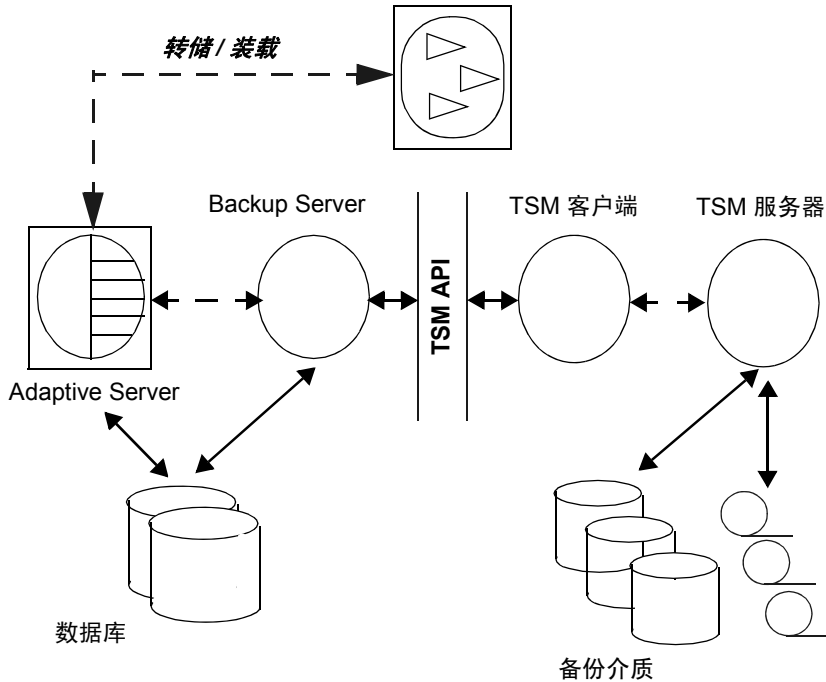 转储 / 装载
Backup Server
TSM 客户端
TSM 服务器
TSM API
Adaptive Server
数据库
备份介质